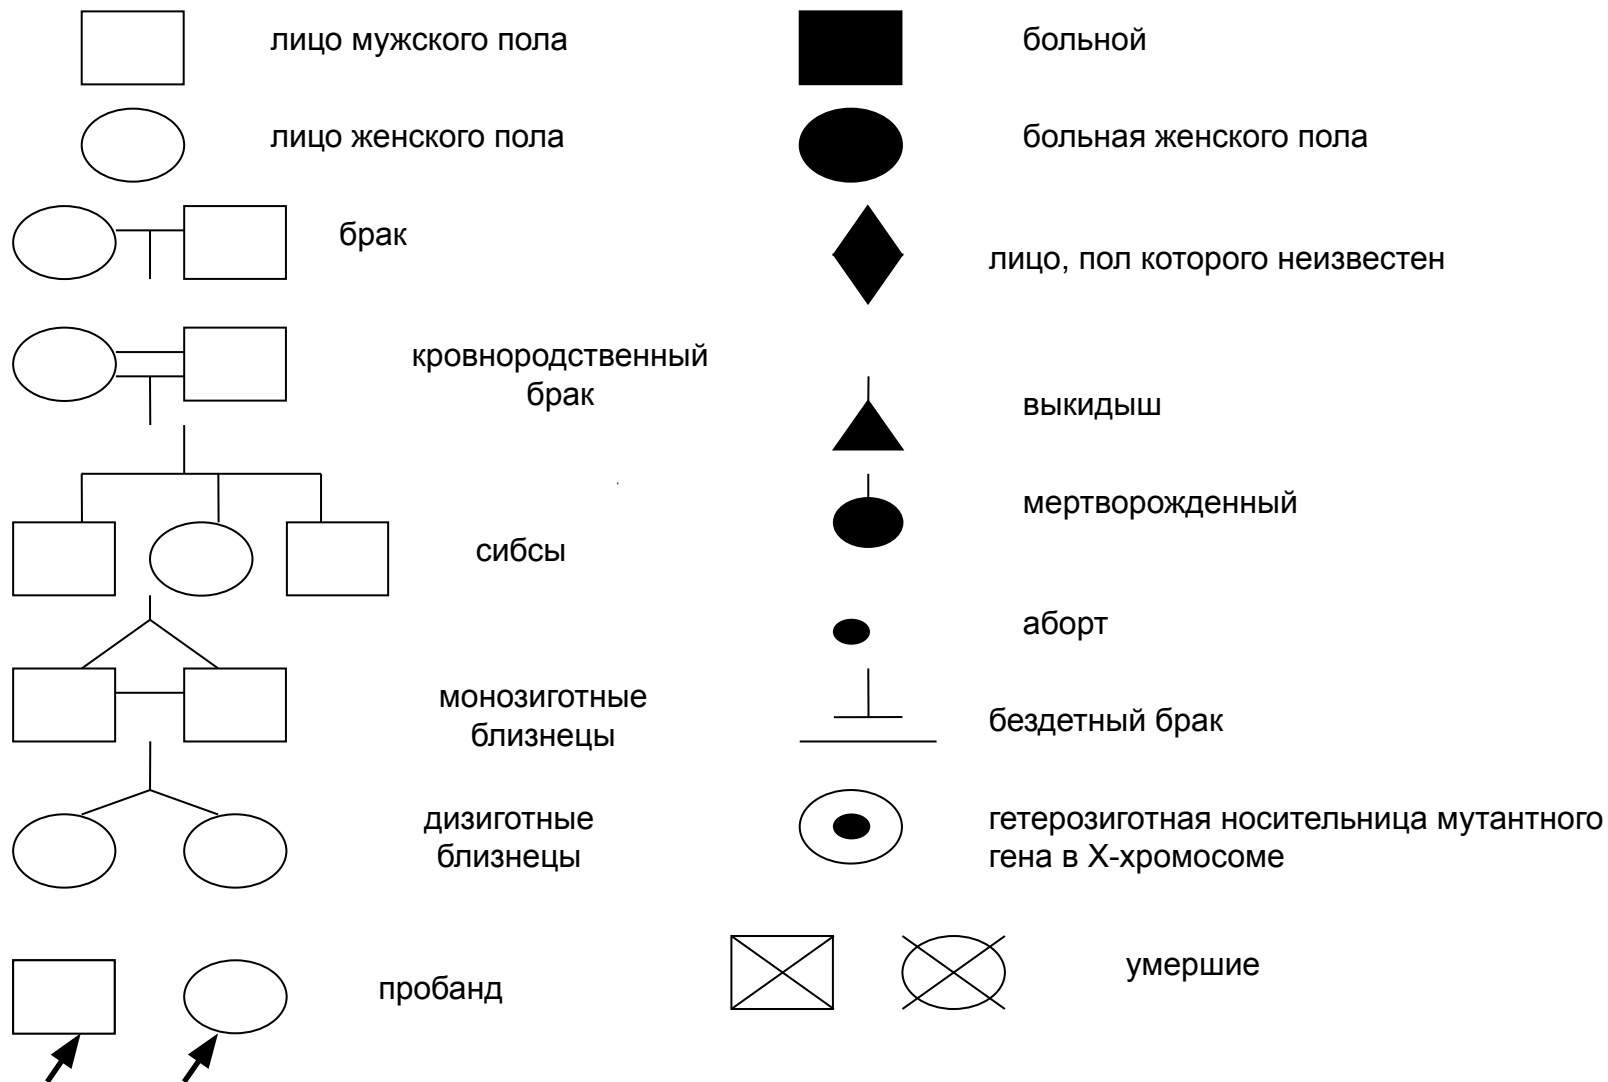 лицо мужского пола
лицо женского пола
брак
кровнородственный
брак
сибсы
монозиготные
близнецы
дизиготные
близнецы
пробанд
больной
больная женского пола
лицо, пол которого неизвестен
выкидыш
мертворожденный
аборт
бездетный брак
гетерозиготная носительница мутантного
гена в Х-хромосоме
умершие